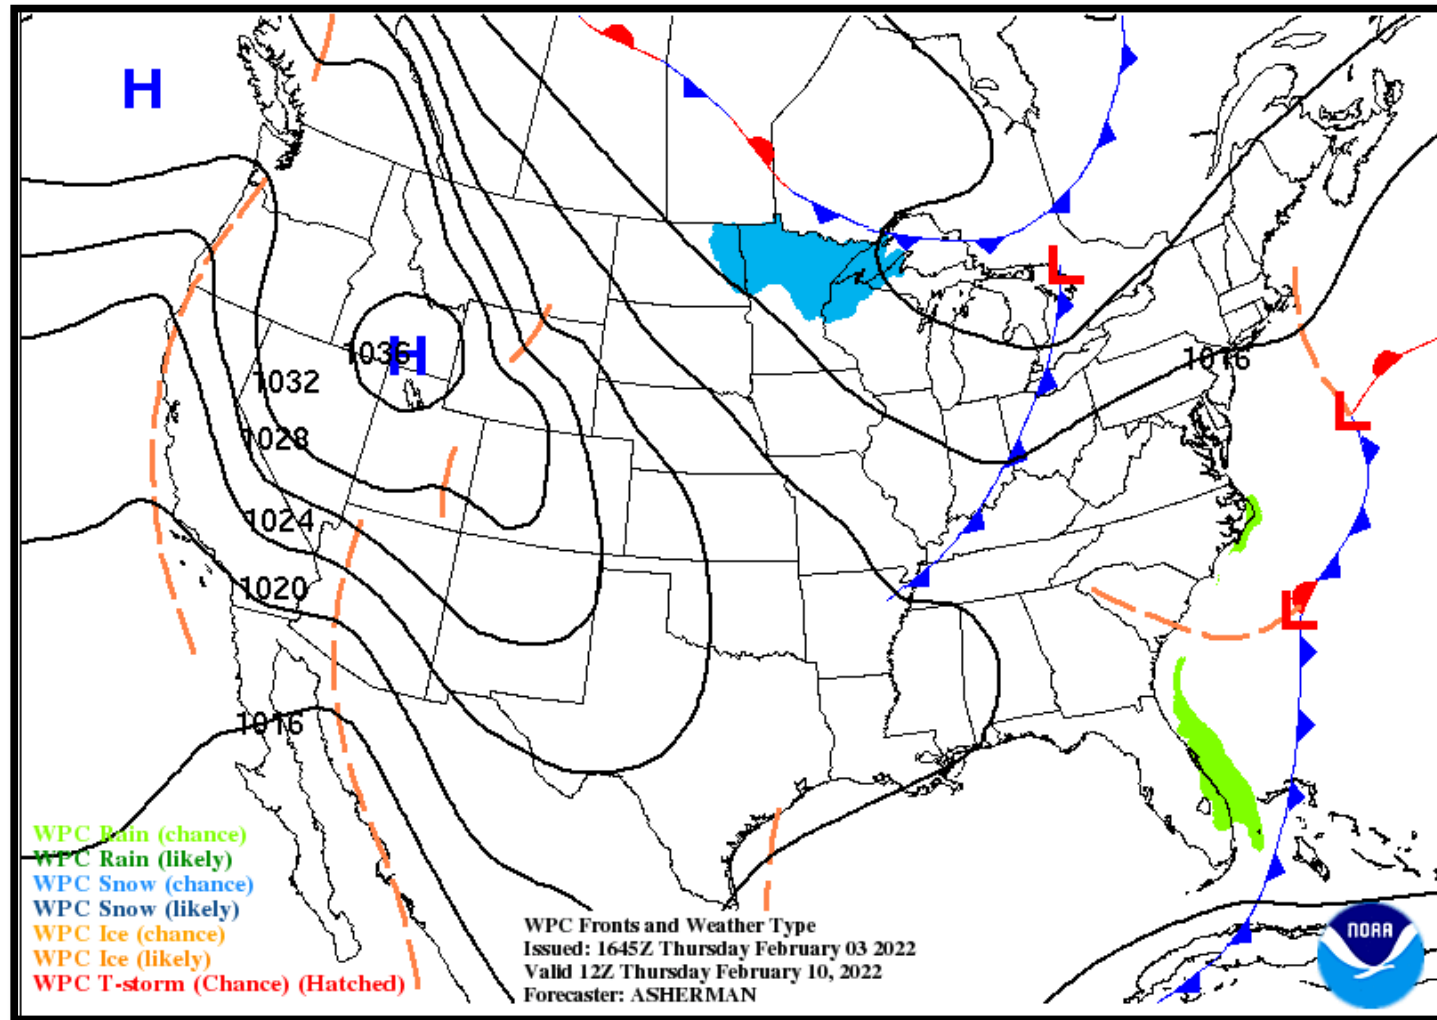 H
L
1036
H
1032
1016
L
1028
1024
1020
L
1016
WPC Rain (chance)
WPC Rain (likely)
WPC Snow (chance)
WPC Snow (likely)
WPC Ice (chance)
WPC Ice (likely)
WPC T-storm (Chance) (Hatched)
WPC Fronts and Weather Type
Issued: 1645Z Thursday February 03 2022
Valid 12Z Thursday February 10, 2022
Forecaster: ASHERMAN
NOAA